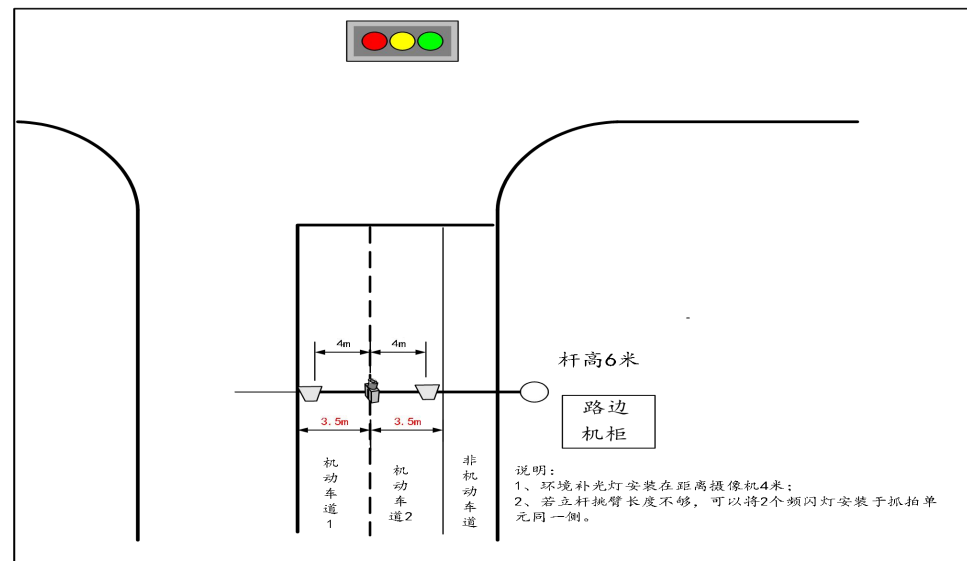 4m
4m
杆高6米
路边
机柜
3.5m
3.5m
机动车道1
机动车道2
非机动车道
说明:
1、环境补光灯安装在距离摄像机4米;
2、若立杆挑臂长度不够,可以将2个频闪灯安装于抓拍单
元同一侧。